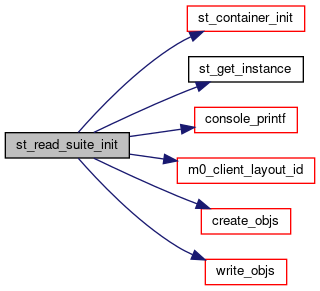 st_container_init
st_get_instance
console_printf
st_read_suite_init
m0_client_layout_id
create_objs
write_objs